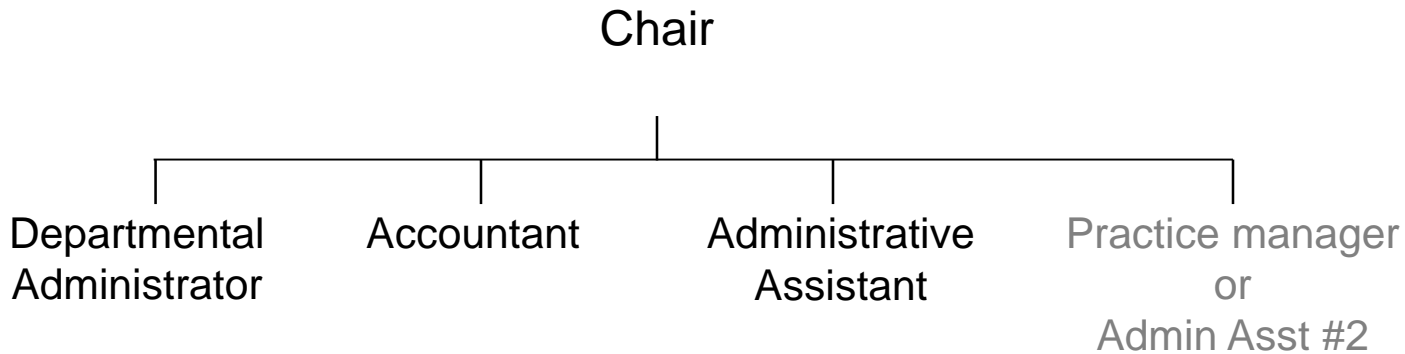 Chair
Departmental
Administrator
Accountant
Administrative
Assistant
Practice manager
or
Admin Asst #2